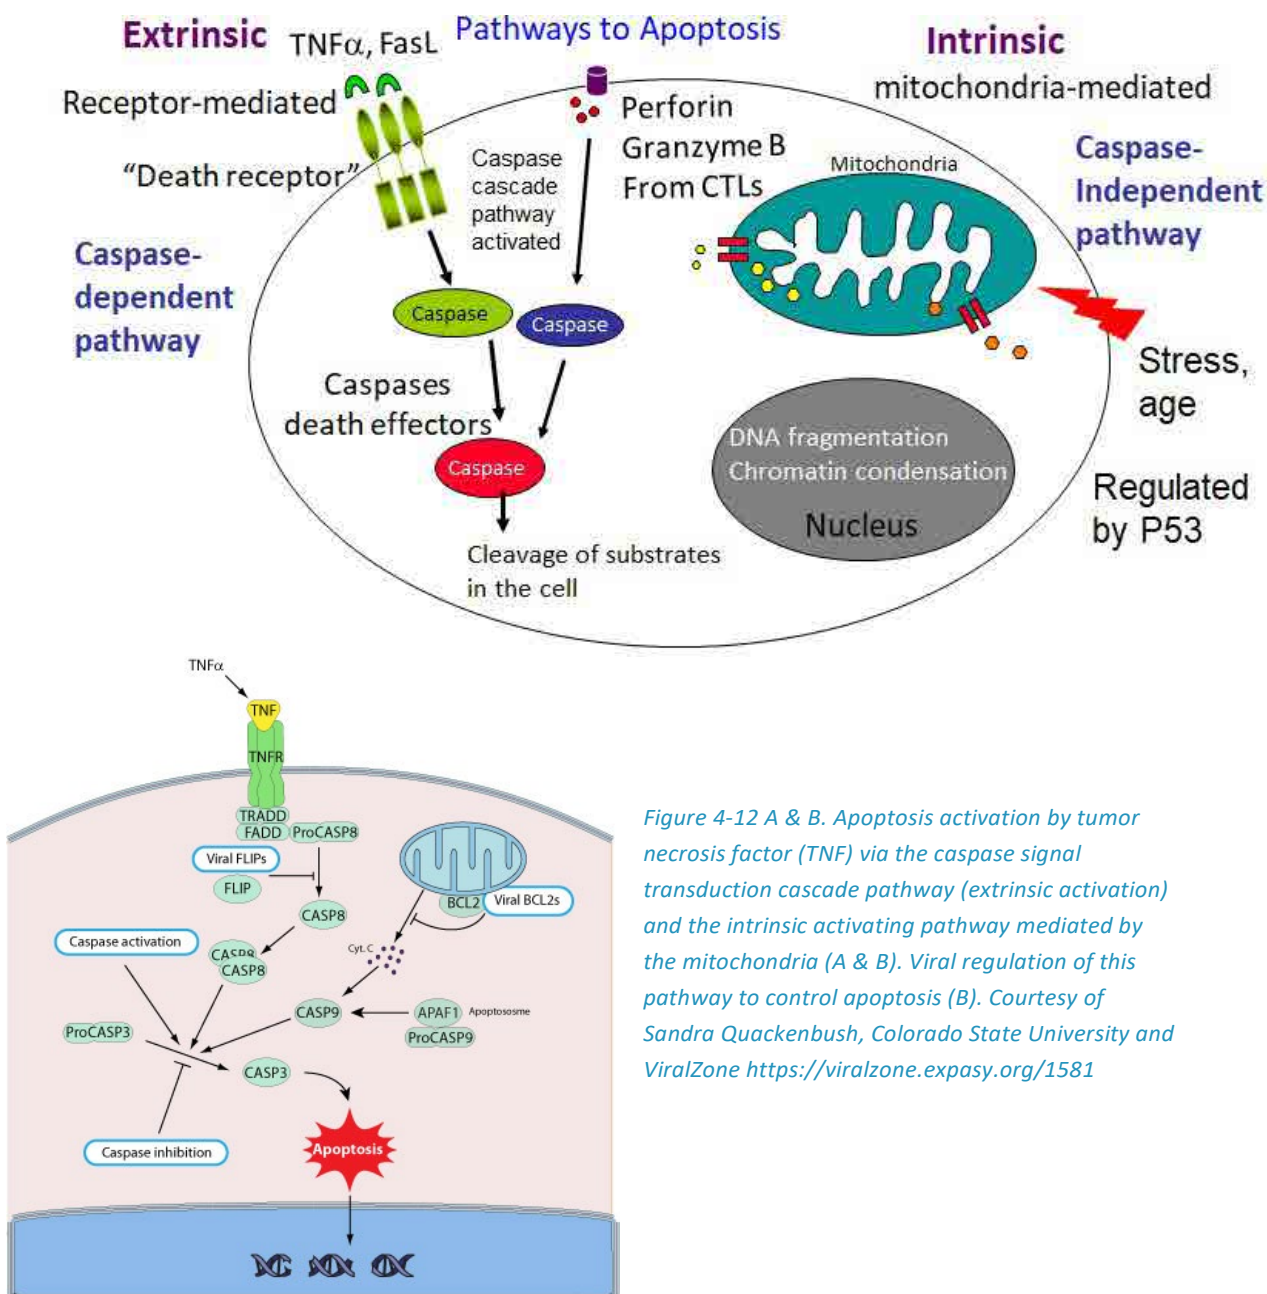 Pathways to Apoptosis
Extrinsic
TNFα, FasL
Receptor-mediated
“Death receptor”
Caspase-
dependent
pathway
Caspase
cascade
pathway
activated
Perforin
Granzyme B
From CTLs
Intrinsic
mitochondria-mediated
Mitochondria
Caspase-
Independent
pathway
Caspase
Caspase
Caspases
death effectors
Caspase
Cleavage of substrates
in the cell
Stress,
age
DNA fragmentation
Chromatin condensation
Nucleus
Regulated
by P53
TNFα
TNF
TNFR
TRADD
FADD
ProCASP8
Viral FLIPs
FLIP
CASP8
BCL2
Viral BCL2s
Caspase activation
CASP8
CASP8
Cyt. C
CASP9
APAF1
Apoptososme
ProCASP9
ProCASP3
CASP3
Caspase inhibition
Apoptosis
Figure 4-12 A & B. Apoptosis activation by tumor
necrosis factor (TNF) via the caspase signal
transduction cascade pathway (extrinsic activation)
and the intrinsic activating pathway mediated by
the mitochondria (A & B). Viral regulation of this
pathway to control apoptosis (B). Courtesy of
Sandra Quackenbush, Colorado State University and
ViralZone https://viralzone.expasy.org/1581